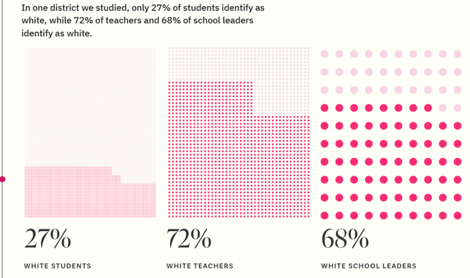 In one district we studied, only 27% of students identify as
white, while 72% of teachers and 68% of school leaders
identify as white.
27%
72%
68%
WHITE STUDENTS
WHITE TEACHERS
WHITE SCHOOL LEADERS